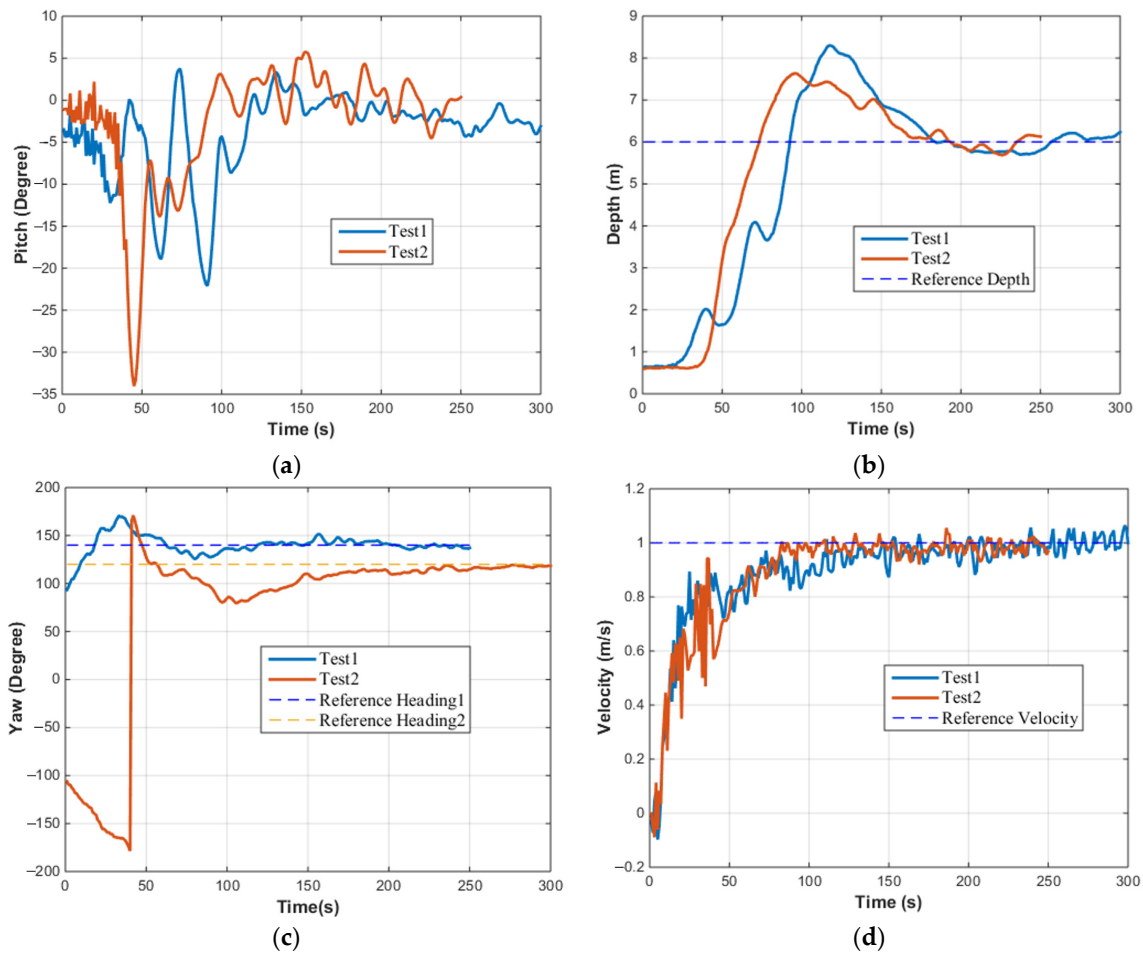 10
5
0
−5
−10
−15
−20
−25
−30
−35
Pitch (Degree)
Test1
Test2
0
50
100
150
200
250
300
Time (s)
(a)
9
8
7
6
5
4
3
2
1
0
Depth (m)
Test1
Test2
Reference Depth
0
50
100
150
200
250
300
Time (s)
(b)
200
150
100
50
0
−50
−100
−150
−200
Yaw (Degree)
Test1
Test2
Reference Heading1
Reference Heading2
0
50
100
150
200
250
300
Time(s)
(c)
1.2
1
0.8
0.6
0.4
0.2
0
−0.2
Velocity (m/s)
Test1
Test2
Reference Velocity
0
50
100
150
200
250
300
Time (s)
(d)